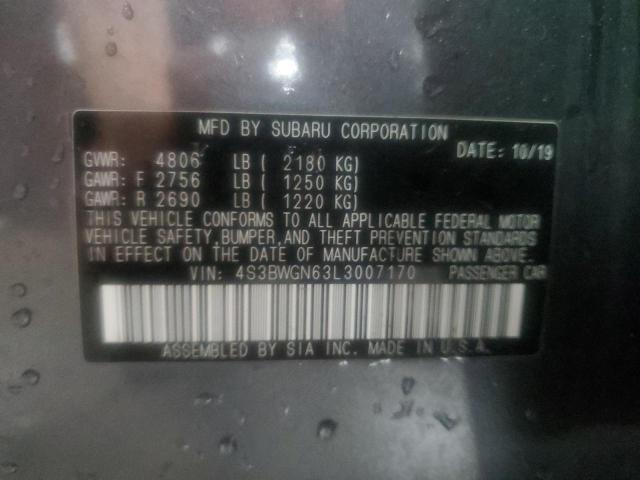 MFD BY SUBARU CORPORATION
DATE: 10/19
GVWR: 4806 LB ( 2180 KG)
GAWR: F 2756 LB ( 1250 KG)
GAWR: R 2690 LB ( 1220 KG)
THIS VEHICLE CONFORMS TO ALL APPLICABLE FEDERAL MOTOR
VEHICLE SAFETY, BUMPER, AND THEFT PREVENTION STANDARDS
IN EFFECT ON THE DATE OF MANUFACTURE SHOWN ABOVE.
VIN: 4S3BWGN63L3007170 PASSENGER CAR
ASSEMBLED BY SIA INC. MADE IN U.S.A.